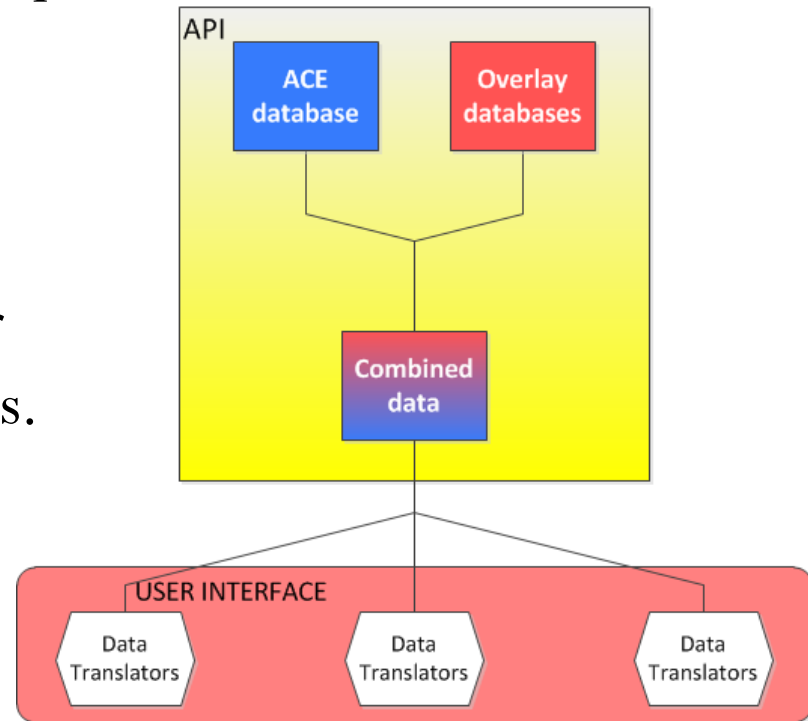 API
ACE
database
Overlay
databases
s.
Combined
data
USER INTERFACE
Data
Translators
Data
Translators
Data
Translators